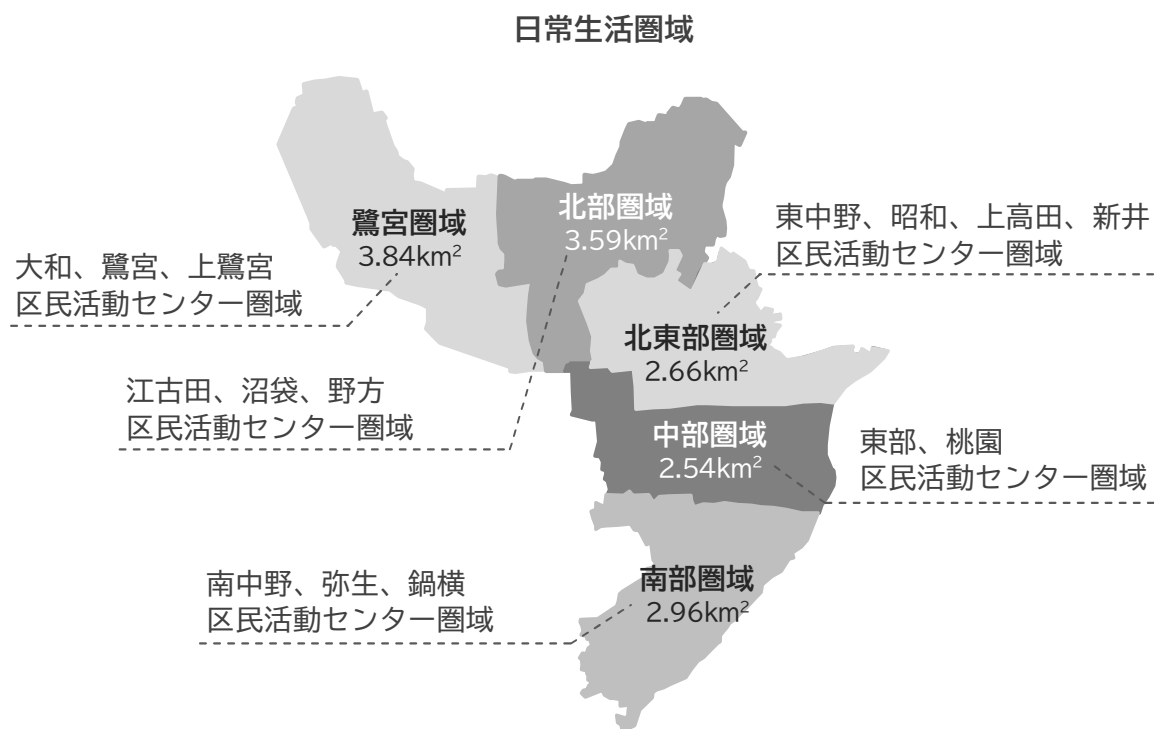 日常生活圏域
鷺宮圏域
3.84km²
北部圏域
3.59km²
東中野、昭和、上高田、新井
区民活動センター圏域
大和、鷺宮、上鷺宮
区民活動センター圏域
北東部圏域
2.66km²
江古田、沼袋、野方
区民活動センター圏域
中部圏域
2.54km²
東部、桃園
区民活動センター圏域
南中野、弥生、鍋横
区民活動センター圏域
南部圏域
2.96km²